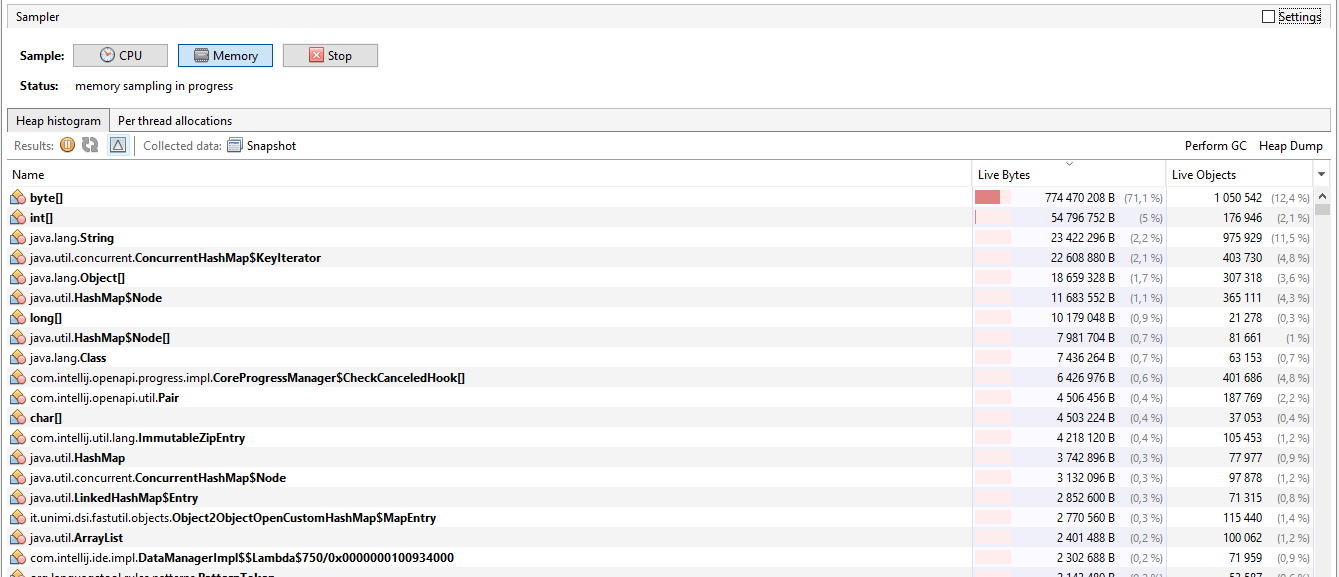 Sampler Settings
Sample: CPU Memory Stop
Status: memory sampling in progress
Heap histogram Per thread allocations
Results: Collected data: Snapshot Perform GC Heap Dump
Name Live Bytes Live Objects
byte[] 774 470 208 B (71,1 %) 1 050 542 (12,4 %)
int[] 54 796 752 B (5 %) 176 946 (2,1 %)
java.lang.String 23 422 296 B (2,2 %) 975 929 (11,5 %)
java.util.concurrent.ConcurrentHashMap$KeyIterator 22 608 880 B (2,1 %) 403 730 (4,8 %)
java.lang.Object[] 18 659 328 B (1,7 %) 307 318 (3,6 %)
java.util.HashMap$Node 11 683 552 B (1,1 %) 365 111 (4,3 %)
long[] 10 179 048 B (0,9 %) 21 278 (0,3 %)
java.util.HashMap$Node[] 7 981 704 B (0,7 %) 81 661 (1 %)
java.lang.Class 7 436 264 B (0,7 %) 63 153 (0,7 %)
com.intellij.openapi.progress.impl.CoreProgressManager$CheckCanceledHook[] 6 426 976 B (0,6 %) 401 686 (4,8 %)
com.intellij.openapi.util.Pair 4 506 456 B (0,4 %) 187 769 (2,2 %)
char[] 4 503 224 B (0,4 %) 37 053 (0,4 %)
com.intellij.util.lang.ImmutableZipEntry 4 218 120 B (0,4 %) 105 453 (1,2 %)
java.util.HashMap 3 742 896 B (0,3 %) 77 977 (0,9 %)
java.util.concurrent.ConcurrentHashMap$Node 3 132 096 B (0,3 %) 97 878 (1,2 %)
java.util.LinkedHashMap$Entry 2 852 600 B (0,3 %) 71 315 (0,8 %)
it.unimi.dsi.fastutil.objects.Object2ObjectOpenCustomHashMap$MapEntry 2 770 560 B (0,3 %) 115 440 (1,4 %)
java.util.ArrayList 2 401 488 B (0,2 %) 100 062 (1,2 %)
com.intellij.ide.impl.DataManagerImpl$$Lambda$750/0x0000000100934000 2 302 688 B (0,2 %) 71 959 (0,9 %)